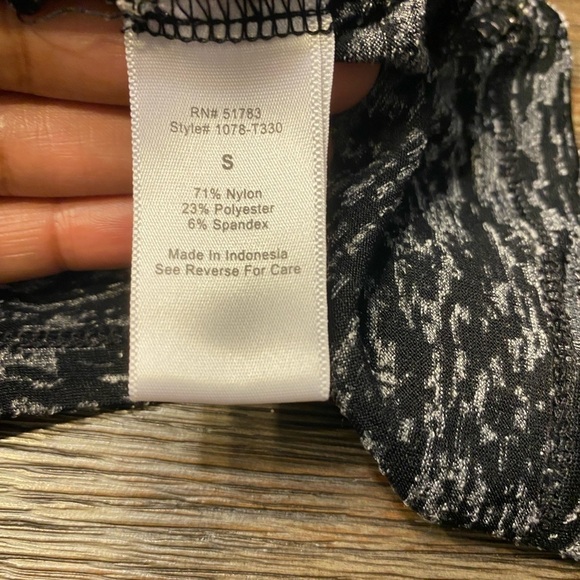 RN# 51783
Style# 1078-T330
S
71% Nylon
23% Polyester
6% Spandex
Made In Indonesia
See Reverse For Care